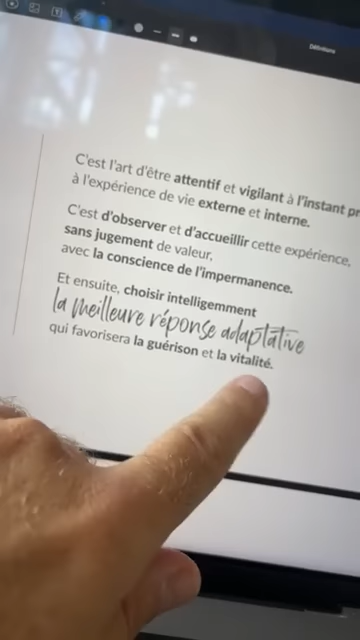 Définitions
C'est l'art d'être attentif et vigilant à l'instant
à l'expérience de vie externe et interne.
C'est d'observer et d'accueillir cette expérience,
sans jugement de valeur,
avec la conscience de l'impermanence.
Et ensuite, choisir intelligemment
la meilleure réponse adaptative
qui favorisera la guérison et la vitalité.